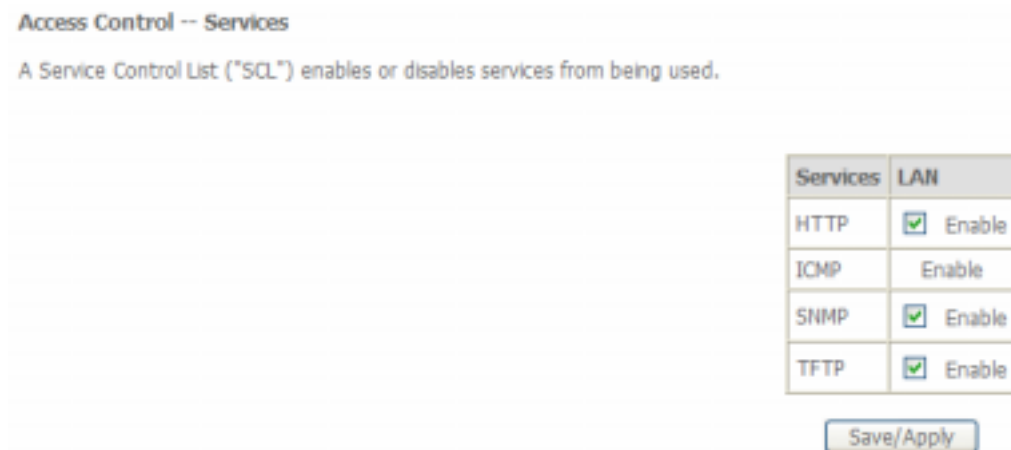 Access Control -- Services
A Service Control List ("SCL") enables or disables services from being used.
Services LAN
HTTP Enable
ICMP Enable
SNMP Enable
TFTP Enable
Save/Apply